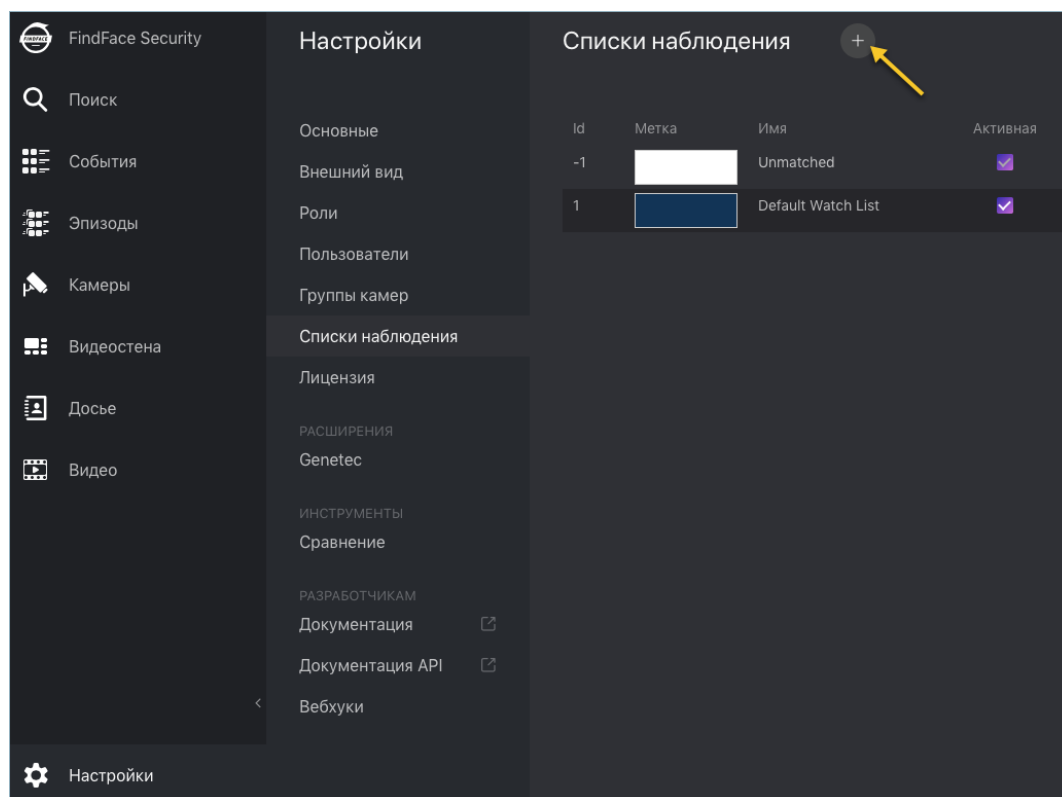 FINDFACE
FindFace Security
Поиск
События
Эпизоды
Камеры
Видеостена
Досье
Видео
Настройки
Настройки
Основные
Внешний вид
Роли
Пользователи
Группы камер
Списки наблюдения
Лицензия
РАСШИРЕНИЯ
Genetec
ИНСТРУМЕНТЫ
Сравнение
РАЗРАБОТЧИКАМ
Документация
Документация API
Вебхуки
Списки наблюдения +
Id Метка Имя Активная
-1 Unmatched
1 Default Watch List